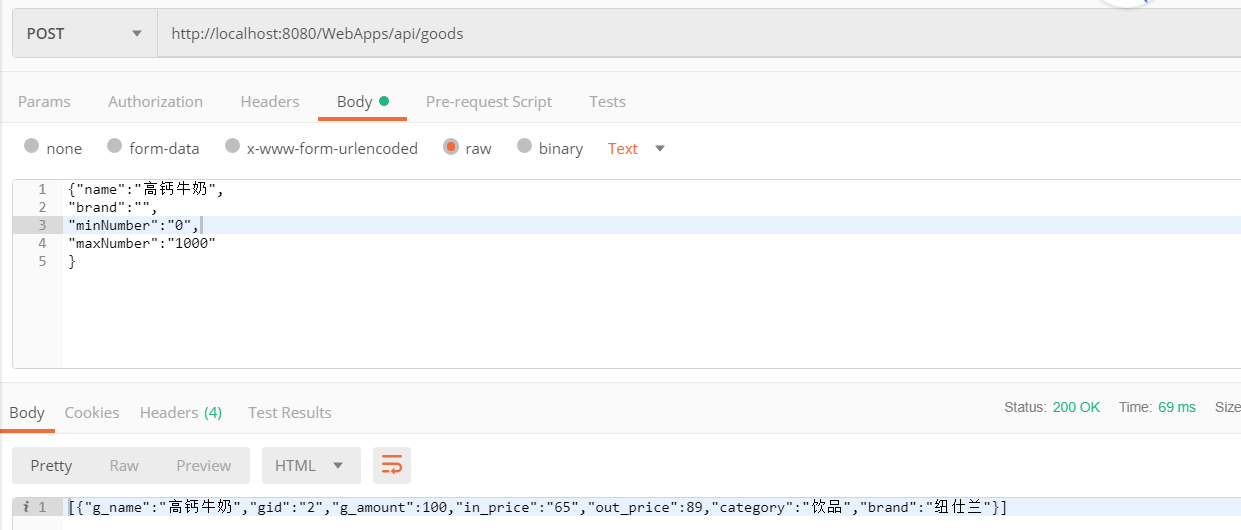 POST http://localhost:8080/WebApps/api/goods
Params Authorization Headers Body Pre-request Script Tests
none form-data x-www-form-urlencoded raw binary Text
1 {"name":"高钙牛奶",
2 "brand":"",
3 "minNumber":"0",
4 "maxNumber":"1000"
5 }
Body Cookies Headers (4) Test Results Status: 200 OK Time: 69 ms Size
Pretty Raw Preview HTML
i 1 [{"g_name":"高钙牛奶","gid":"2","g_amount":100,"in_price":"65","out_price":89,"category":"饮品","brand":"纽仕兰"}]